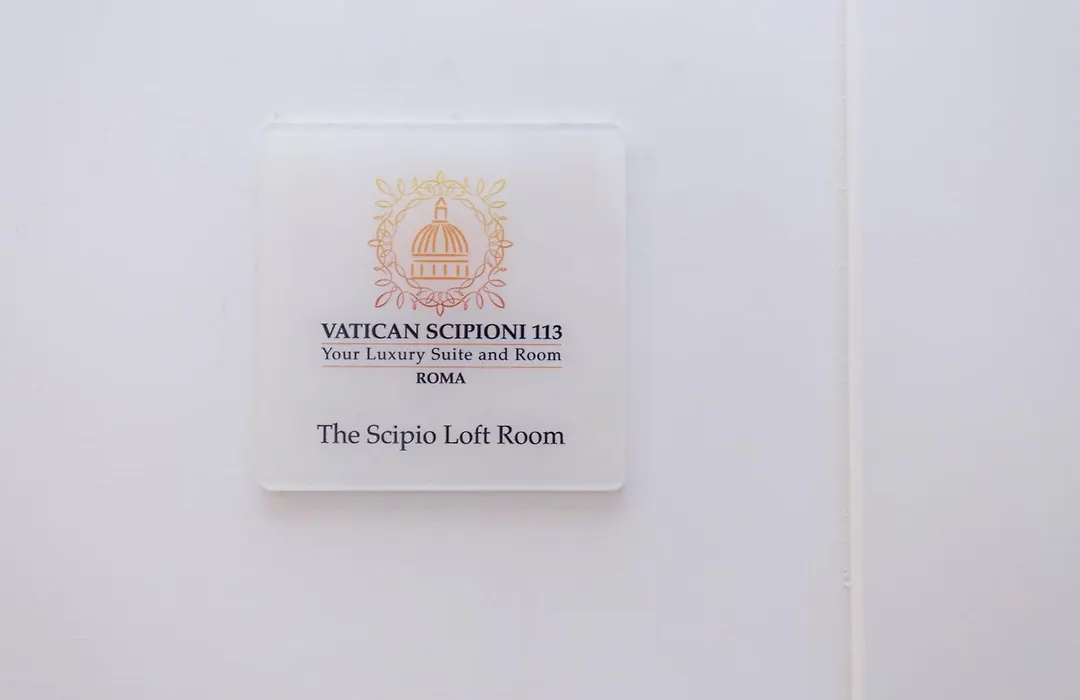 VATICAN SCIPIONI 113
Your Luxury Suite and Room
ROMA
The Scipio Loft Room